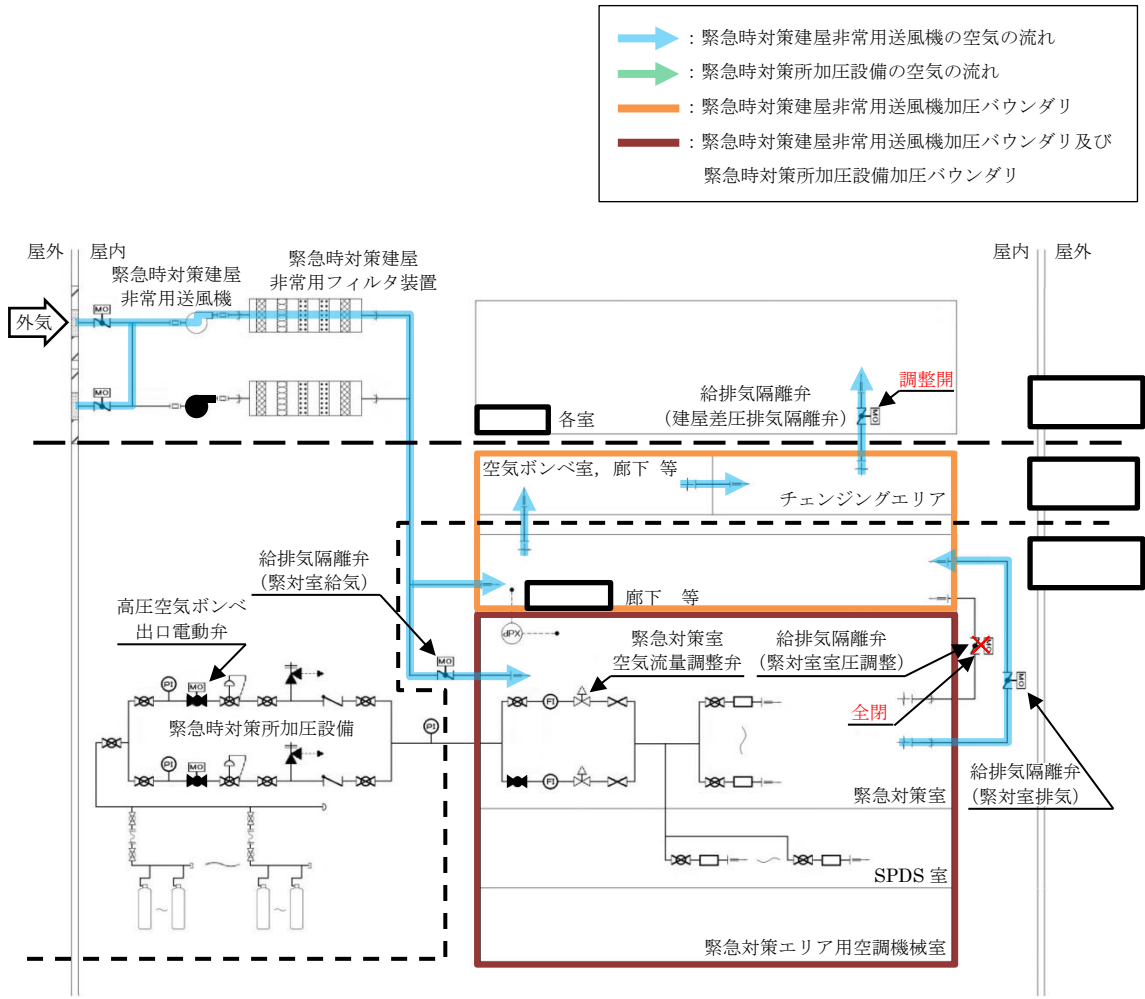 ：緊急時対策建屋非常用送風機の空気の流れ
：緊急時対策所加圧設備の空気の流れ
：緊急時対策建屋非常用送風機加圧バウンダリ
：緊急時対策建屋非常用送風機加圧バウンダリ及び
緊急時対策所加圧設備加圧バウンダリ
屋外
屋内
緊急時対策建屋
非常用送風機
緊急時対策建屋
非常用フィルタ装置
屋内
屋外
外気
MO
MO
給排気隔離弁
（建屋差圧排気隔離弁）
調整開
MO
各室
空気ボンベ室，廊下 等
チェンジングエリア
給排気隔離弁
（緊対室給気）
廊下 等
dPX
高圧空気ボンベ
出口電動弁
MO
緊急対策室
空気流量調整弁
給排気隔離弁
（緊対室室圧調整）
MO
MO
全閉
PI
MO
FI
緊急時対策所加圧設備
PI
PI
MO
FI
給排気隔離弁
（緊対室排気）
緊急対策室
SPDS 室
緊急対策エリア用空調機械室